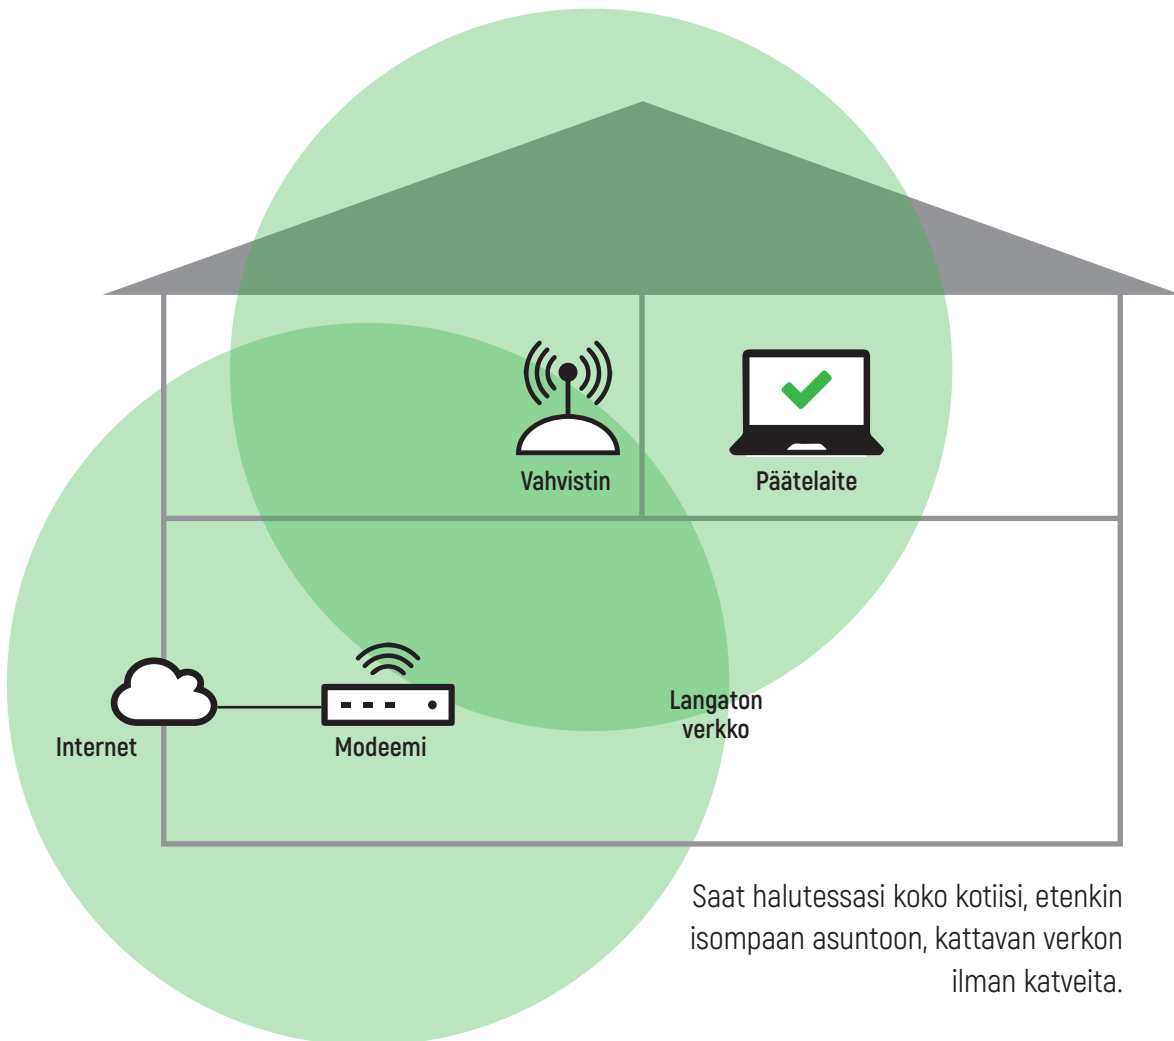 Vahvistin
Päätelaite
Langaton
verkko
Internet
Modeemi
Saat halutessasi koko kotiisi, etenkin
isompaan asuntoon, kattavan verkon
ilman katveita.